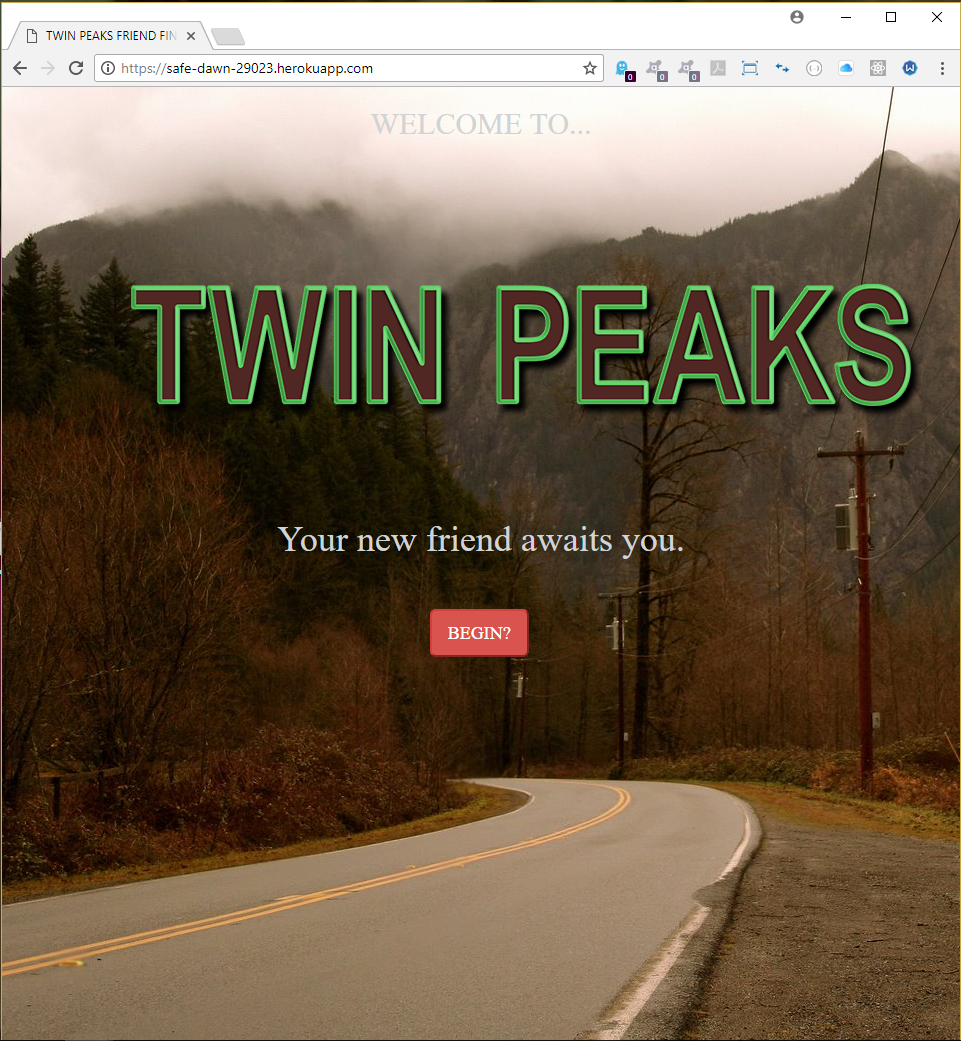 TWIN PEAKS FRIEND FIN
https://safe-dawn-29023.herokuapp.com
0
0
0
WELCOME TO...
TWIN PEAKS
Your new friend awaits you.
BEGIN?